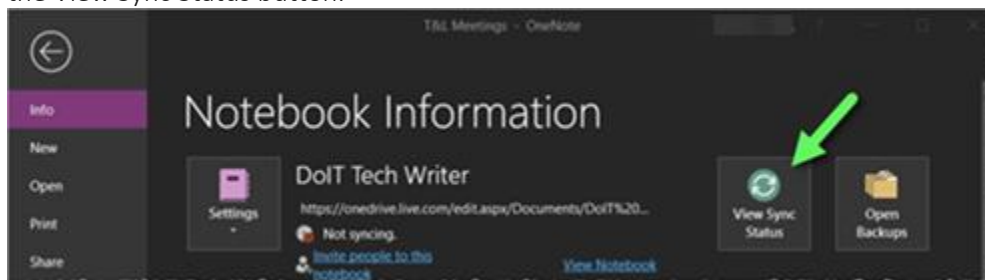 the View Sync Status button.
T&L Meetings - OneNote
Info
Notebook Information
New
DoIT Tech Writer
Open
https://onedrive.live.com/edit.aspx/Documents/DoIT%20...
Settings
Not syncing.
View Sync
Status
Open
Backups
Print
Share
Invite people to this
notebook
View Notebook